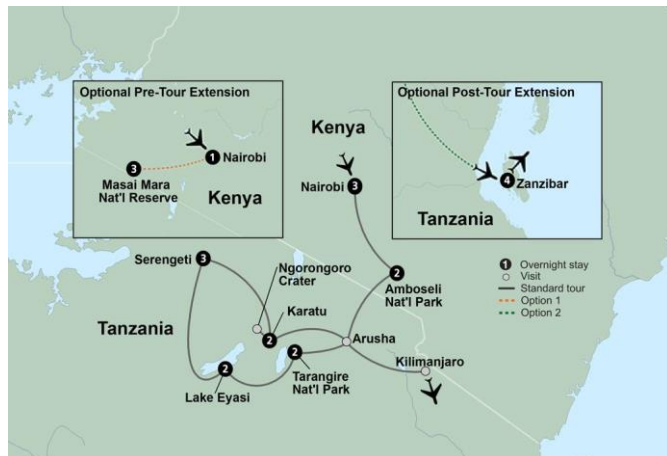 Optional Pre-Tour Extension
1
Nairobi
3
Masai Mara
Nat'l Reserve
Kenya
Kenya
Nairobi
3
Optional Post-Tour Extension
4
Zanzibar
Tanzania
Serengeti
3
Ngorongoro
Crater
2
Amboseli
Nat'l Park
1
Overnight stay
Visit
Standard tour
Option 1
Option 2
Tanzania
Karatu
2
Arusha
2
Kilimanjaro
2
Tarangire
Nat'l Park
Lake Eyasi